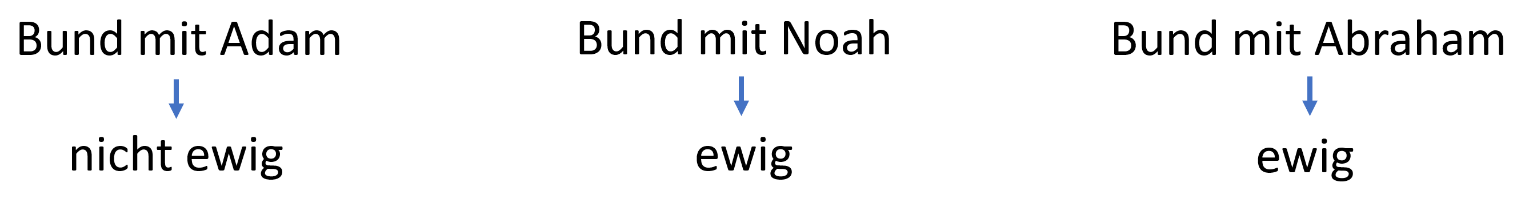 Bund mit Adam
nicht ewig
Bund mit Noah
ewig
Bund mit Abraham
ewig